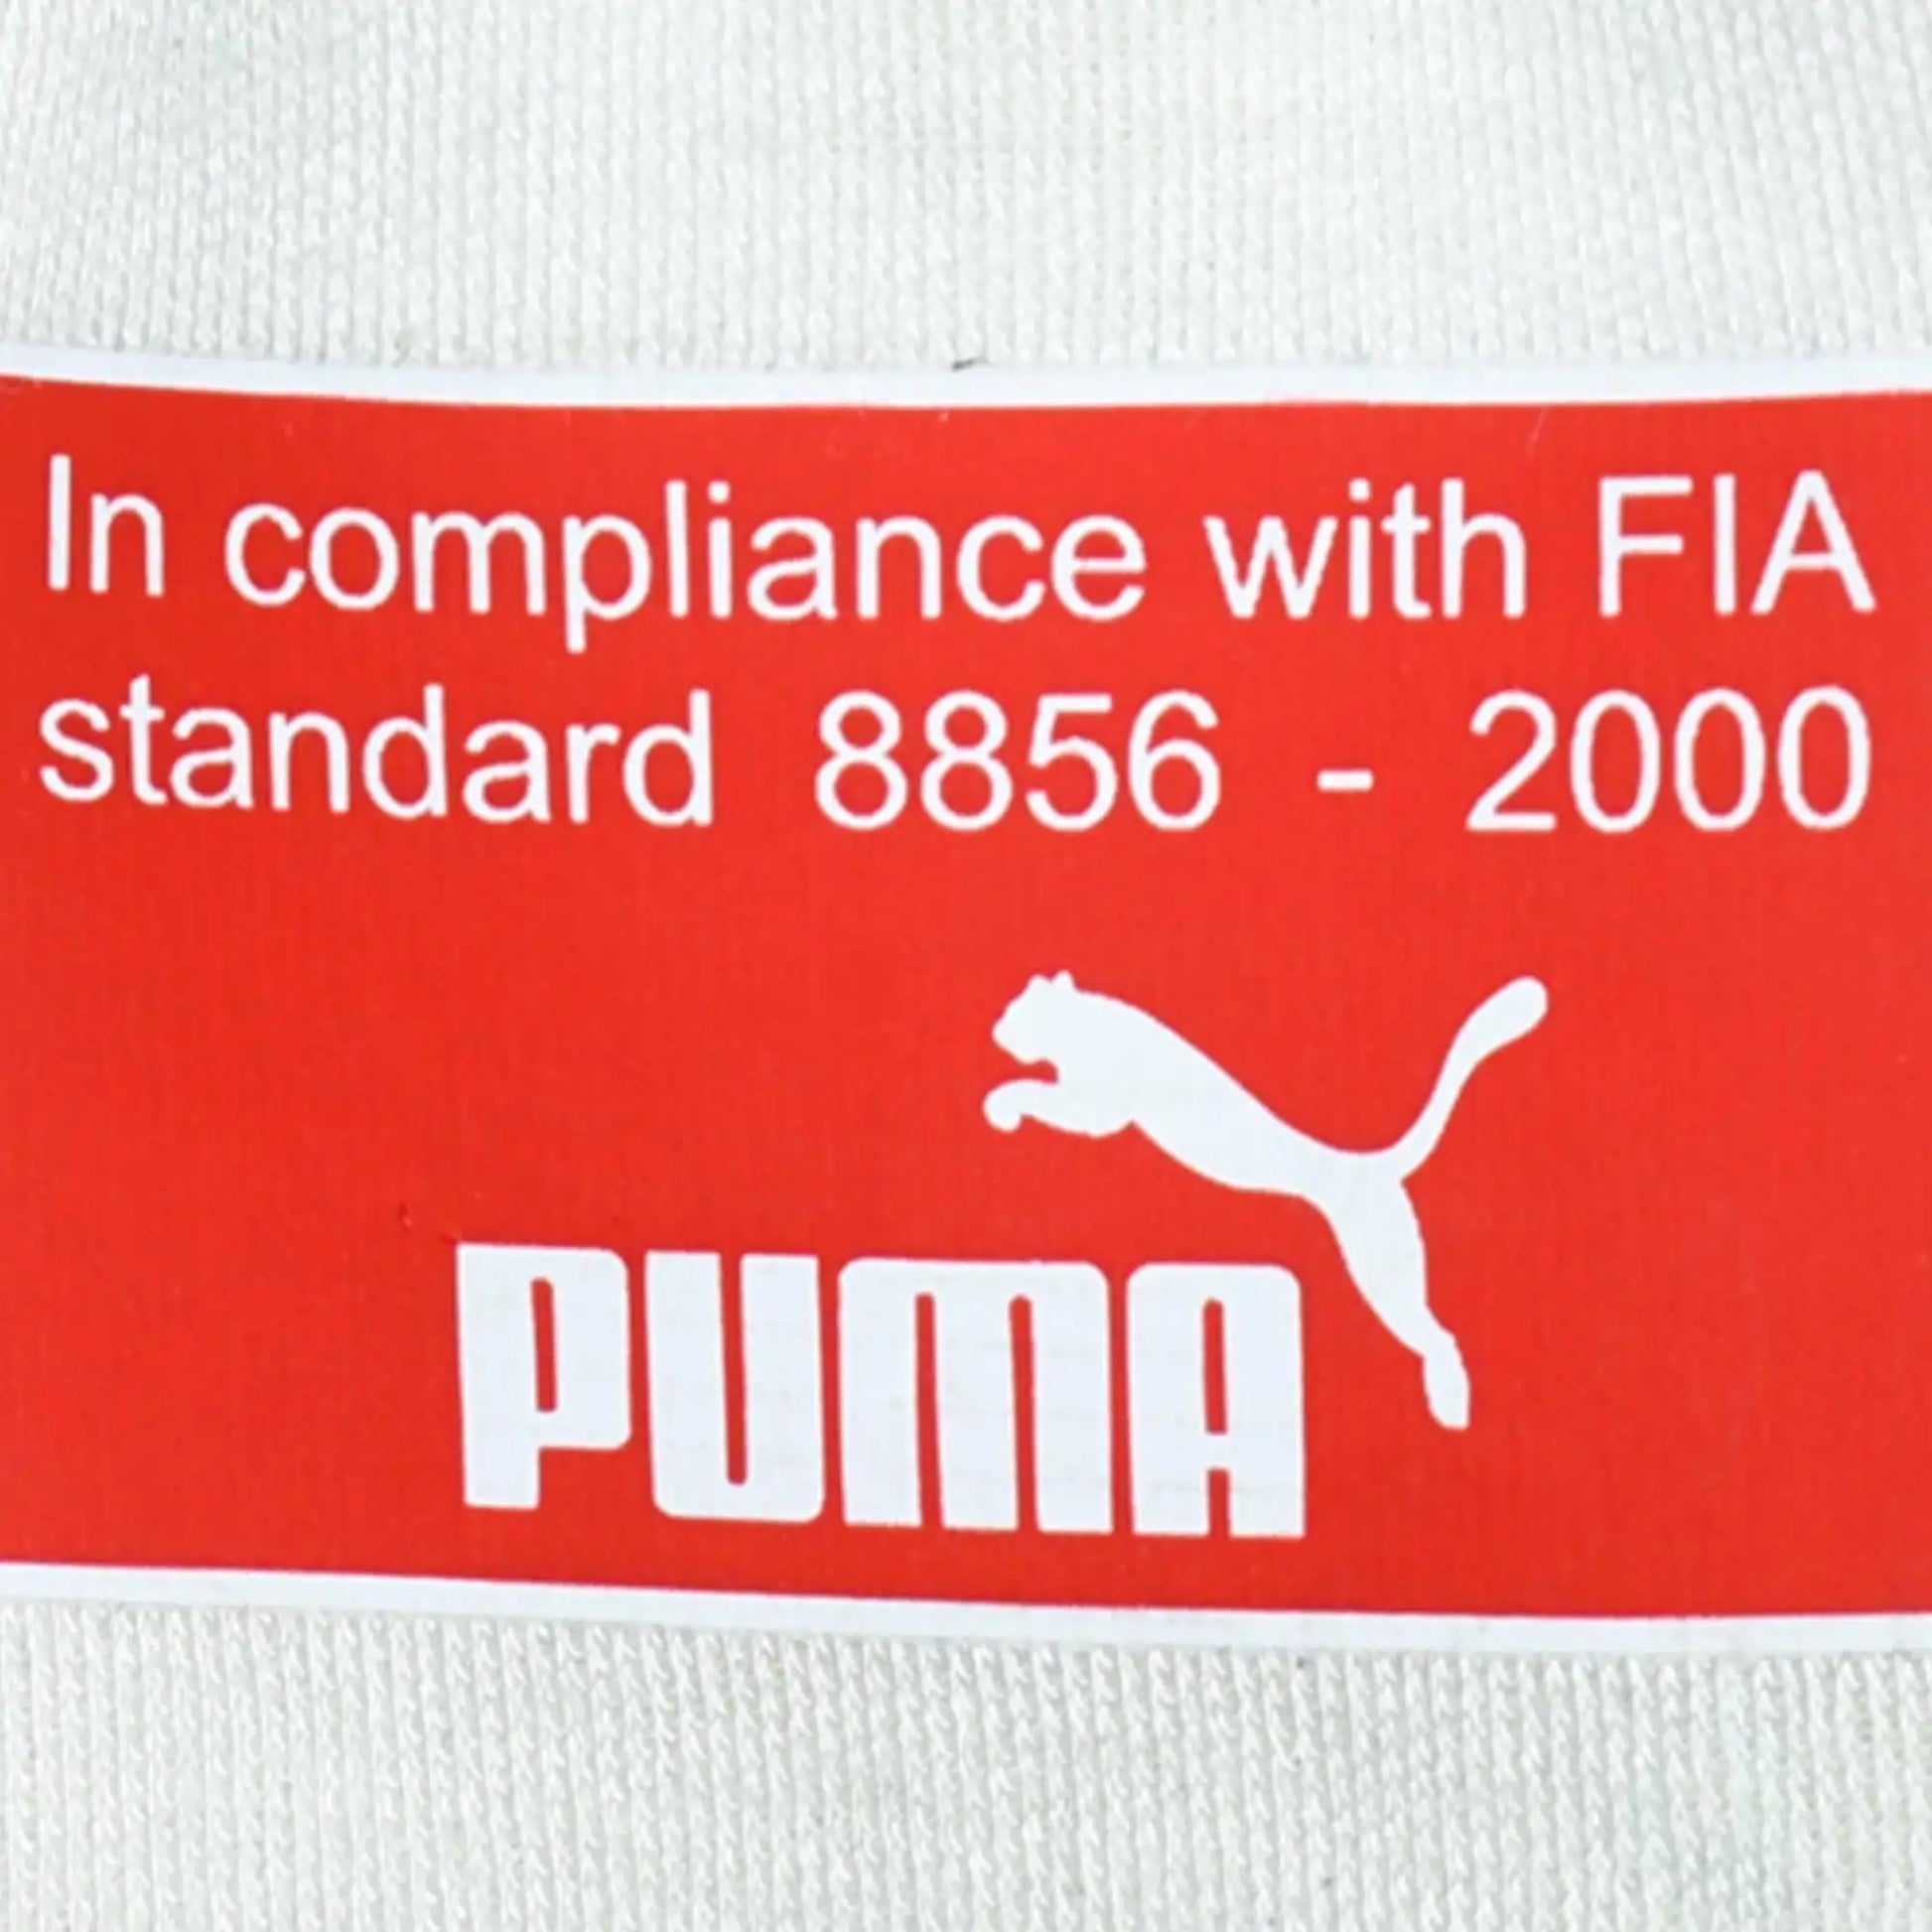 In compliance with FIA
standard 8856 - 2000
PUMA